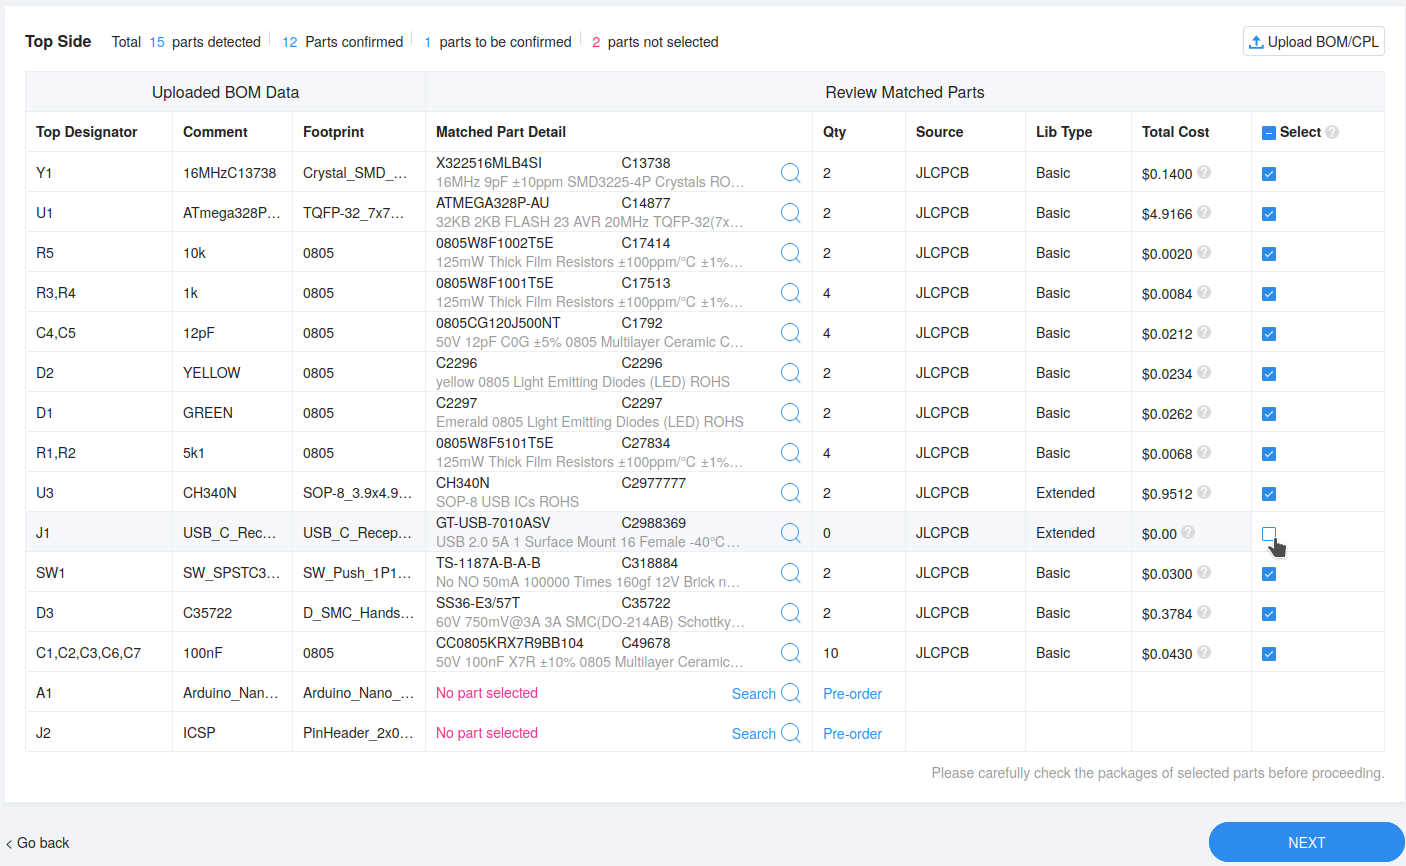 Top Side Total 15 parts detected 12 Parts confirmed 1 parts to be confirmed 2 parts not selected Upload BOM/CPL
Uploaded BOM Data Review Matched Parts
Top Designator Comment Footprint Matched Part Detail Qty Source Lib Type Total Cost Select
Y1 16MHzC13738 Crystal_SMD_... X322516MLB4SI C13738 2 JLCPCB Basic $0.1400
16MHz 9pF ±10ppm SMD3225-4P Crystals RO...
U1 ATmega328P... TQFP-32_7x7... ATMEGA328P-AU C14877 2 JLCPCB Basic $4.9166
32KB 2KB FLASH 23 AVR 20MHz TQFP-32(7x...
R5 10k 0805 0805W8F1002T5E C17414 2 JLCPCB Basic $0.0020
125mW Thick Film Resistors ±100ppm/℃ ±1%...
R3,R4 1k 0805 0805W8F1001T5E C17513 4 JLCPCB Basic $0.0084
125mW Thick Film Resistors ±100ppm/℃ ±1%...
C4,C5 12pF 0805 0805CG120J500NT C1792 4 JLCPCB Basic $0.0212
50V 12pF C0G ±5% 0805 Multilayer Ceramic C...
D2 YELLOW 0805 C2296 C2296 2 JLCPCB Basic $0.0234
yellow 0805 Light Emitting Diodes (LED) ROHS
D1 GREEN 0805 C2297 C2297 2 JLCPCB Basic $0.0262
Emerald 0805 Light Emitting Diodes (LED) ROHS
R1,R2 5k1 0805 0805W8F5101T5E C27834 4 JLCPCB Basic $0.0068
125mW Thick Film Resistors ±100ppm/℃ ±1%...
U3 CH340N SOP-8_3.9x4.9... CH340N C2977777 2 JLCPCB Extended $0.9512
SOP-8 USB ICs ROHS
J1 USB_C_Rec... USB_C_Recep... GT-USB-7010ASV C2988369 0 JLCPCB Extended $0.00
USB 2.0 5A 1 Surface Mount 16 Female -40℃...
SW1 SW_SPSTC3... SW_Push_1P1... TS-1187A-B-A-B C318884 2 JLCPCB Basic $0.0300
No NO 50mA 100000 Times 160gf 12V Brick n...
D3 C35722 D_SMC_Hands... SS36-E3/57T C35722 2 JLCPCB Basic $0.3784
60V 750mV@3A 3A SMC(DO-214AB) Schottky...
C1,C2,C3,C6,C7 100nF 0805 CC0805KRX7R9BB104 C49678 10 JLCPCB Basic $0.0430
50V 100nF X7R ±10% 0805 Multilayer Ceramic...
A1 Arduino_Nan... Arduino_Nano_... No part selected Search Pre-order
J2 ICSP PinHeader_2x0... No part selected Search Pre-order
Please carefully check the packages of selected parts before proceeding.
< Go back NEXT